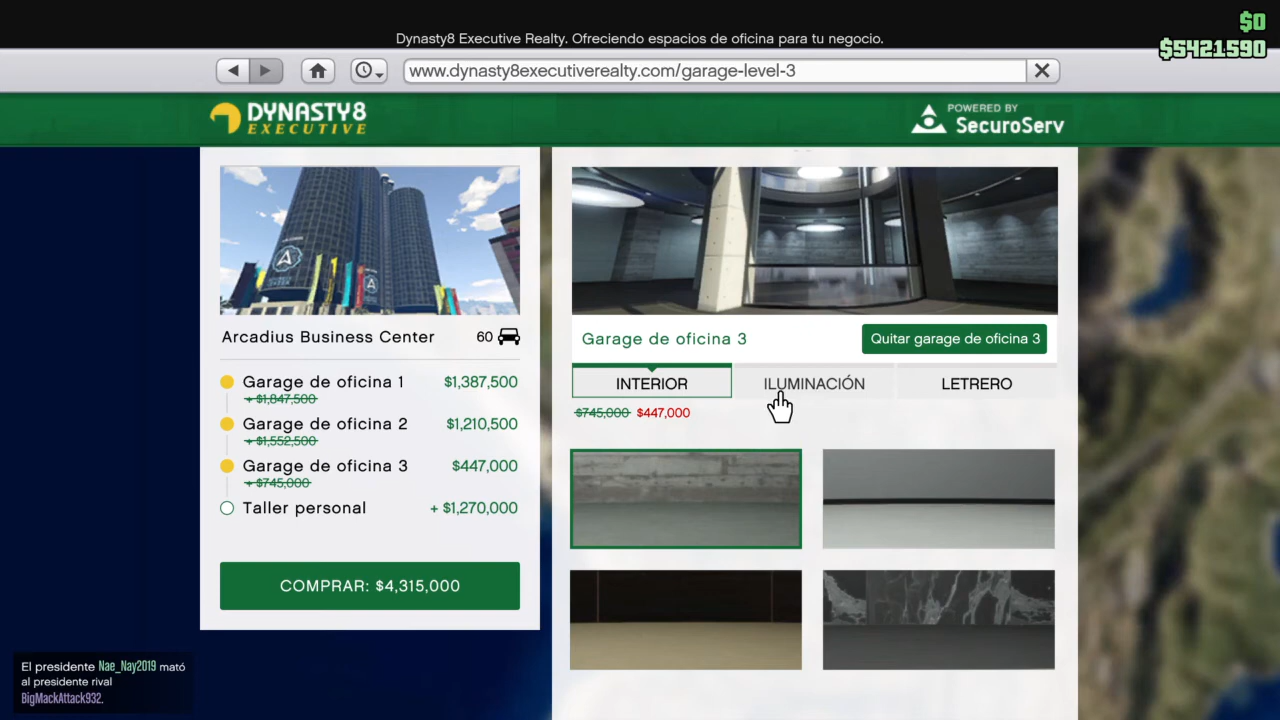 Dynasty8 Executive Realty. Ofreciendo espacios de oficina para tu negocio.
$0
$5421590
www.dynasty8executiverealty.com/garage-level-3
DYNASTY8
EXECUTIVE
POWERED BY
SecuroServ
Arcadius Business Center
60
Garage de oficina 1
$1,387,500
+ $1,847,500
Garage de oficina 2
$1,210,500
+ $1,552,500
Garage de oficina 3
$447,000
+ $745,000
Taller personal
+ $1,270,000
COMPRAR: $4,315,000
Garage de oficina 3
Quitar garage de oficina 3
INTERIOR
ILUMINACIÓN
LETRERO
$745,000 $447,000
El presidente Nae_Nay2019 mató
al presidente rival
BigMackAttack932.